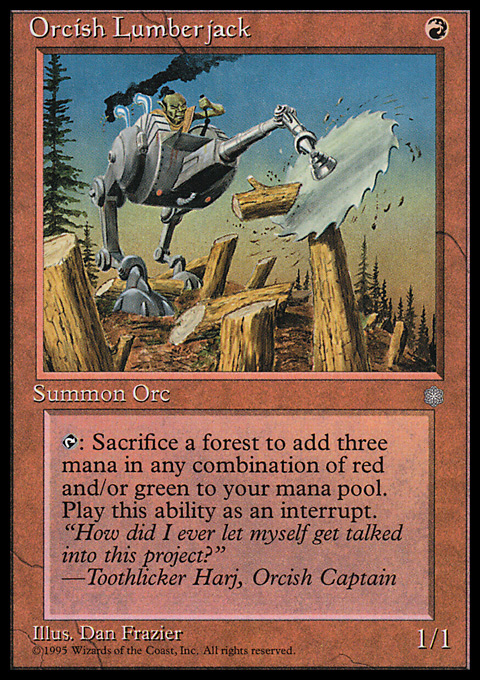 Orcish Lumberjack
Summon Orc
: Sacrifice a forest to add three
mana in any combination of red
and/or green to your mana pool.
Play this ability as an interrupt.
“How did I ever let myself get talked
into this project?”
—Toothlicker Harj, Orcish Captain
Illus. Dan Frazier
1/1
©1995 Wizards of the Coast, Inc. All rights reserved.